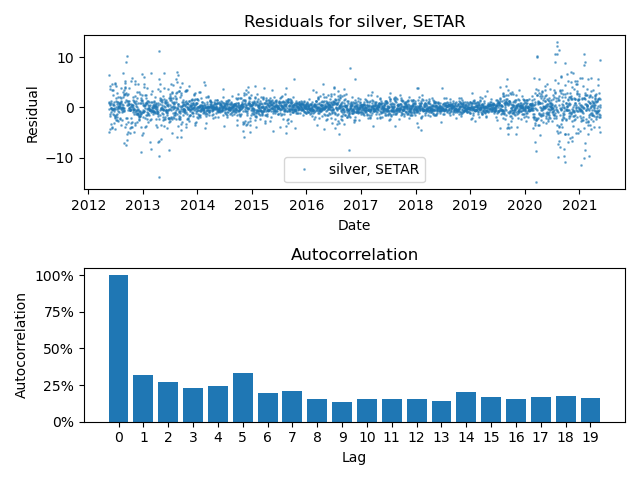 Residuals for silver, SETAR
10
0
−10
Residual
silver, SETAR
2012 2013 2014 2015 2016 2017 2018 2019 2020 2021
Date
Autocorrelation
100%
75%
50%
25%
0%
Autocorrelation
0 1 2 3 4 5 6 7 8 9 10 11 12 13 14 15 16 17 18 19
Lag